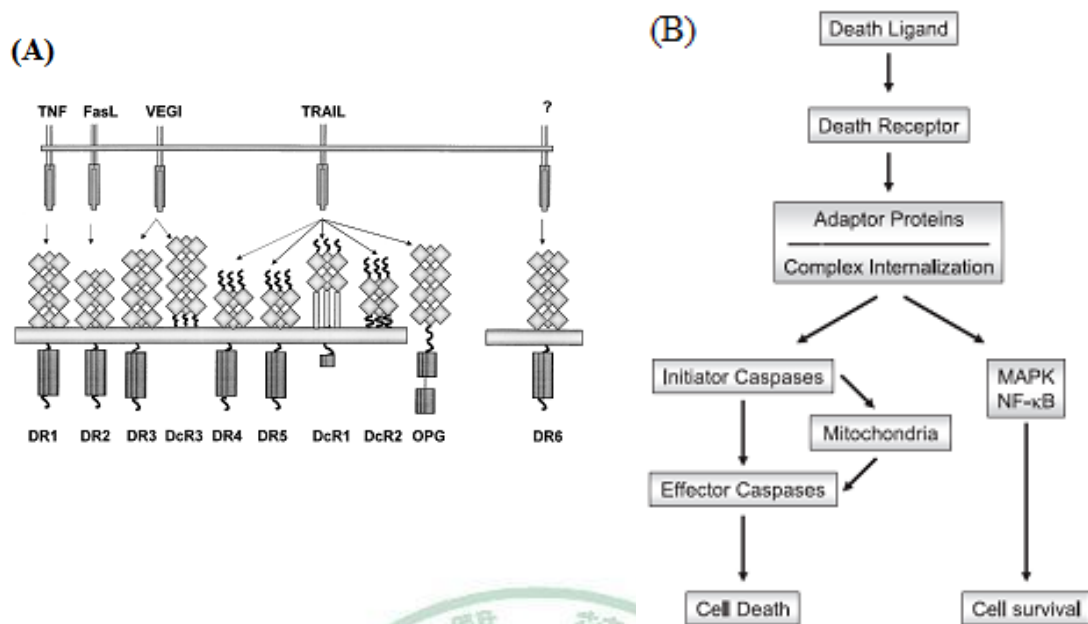 (A)
TNF FasL VEGI TRAIL ?
DR1 DR2 DR3 DcR3 DR4 DR5 DcR1 DcR2 OPG DR6
(B)
Death Ligand
Death Receptor
Adaptor Proteins
Complex Internalization
Initiator Caspases
MAPK
NF-κB
Mitochondria
Effector Caspases
Cell Death
Cell survival